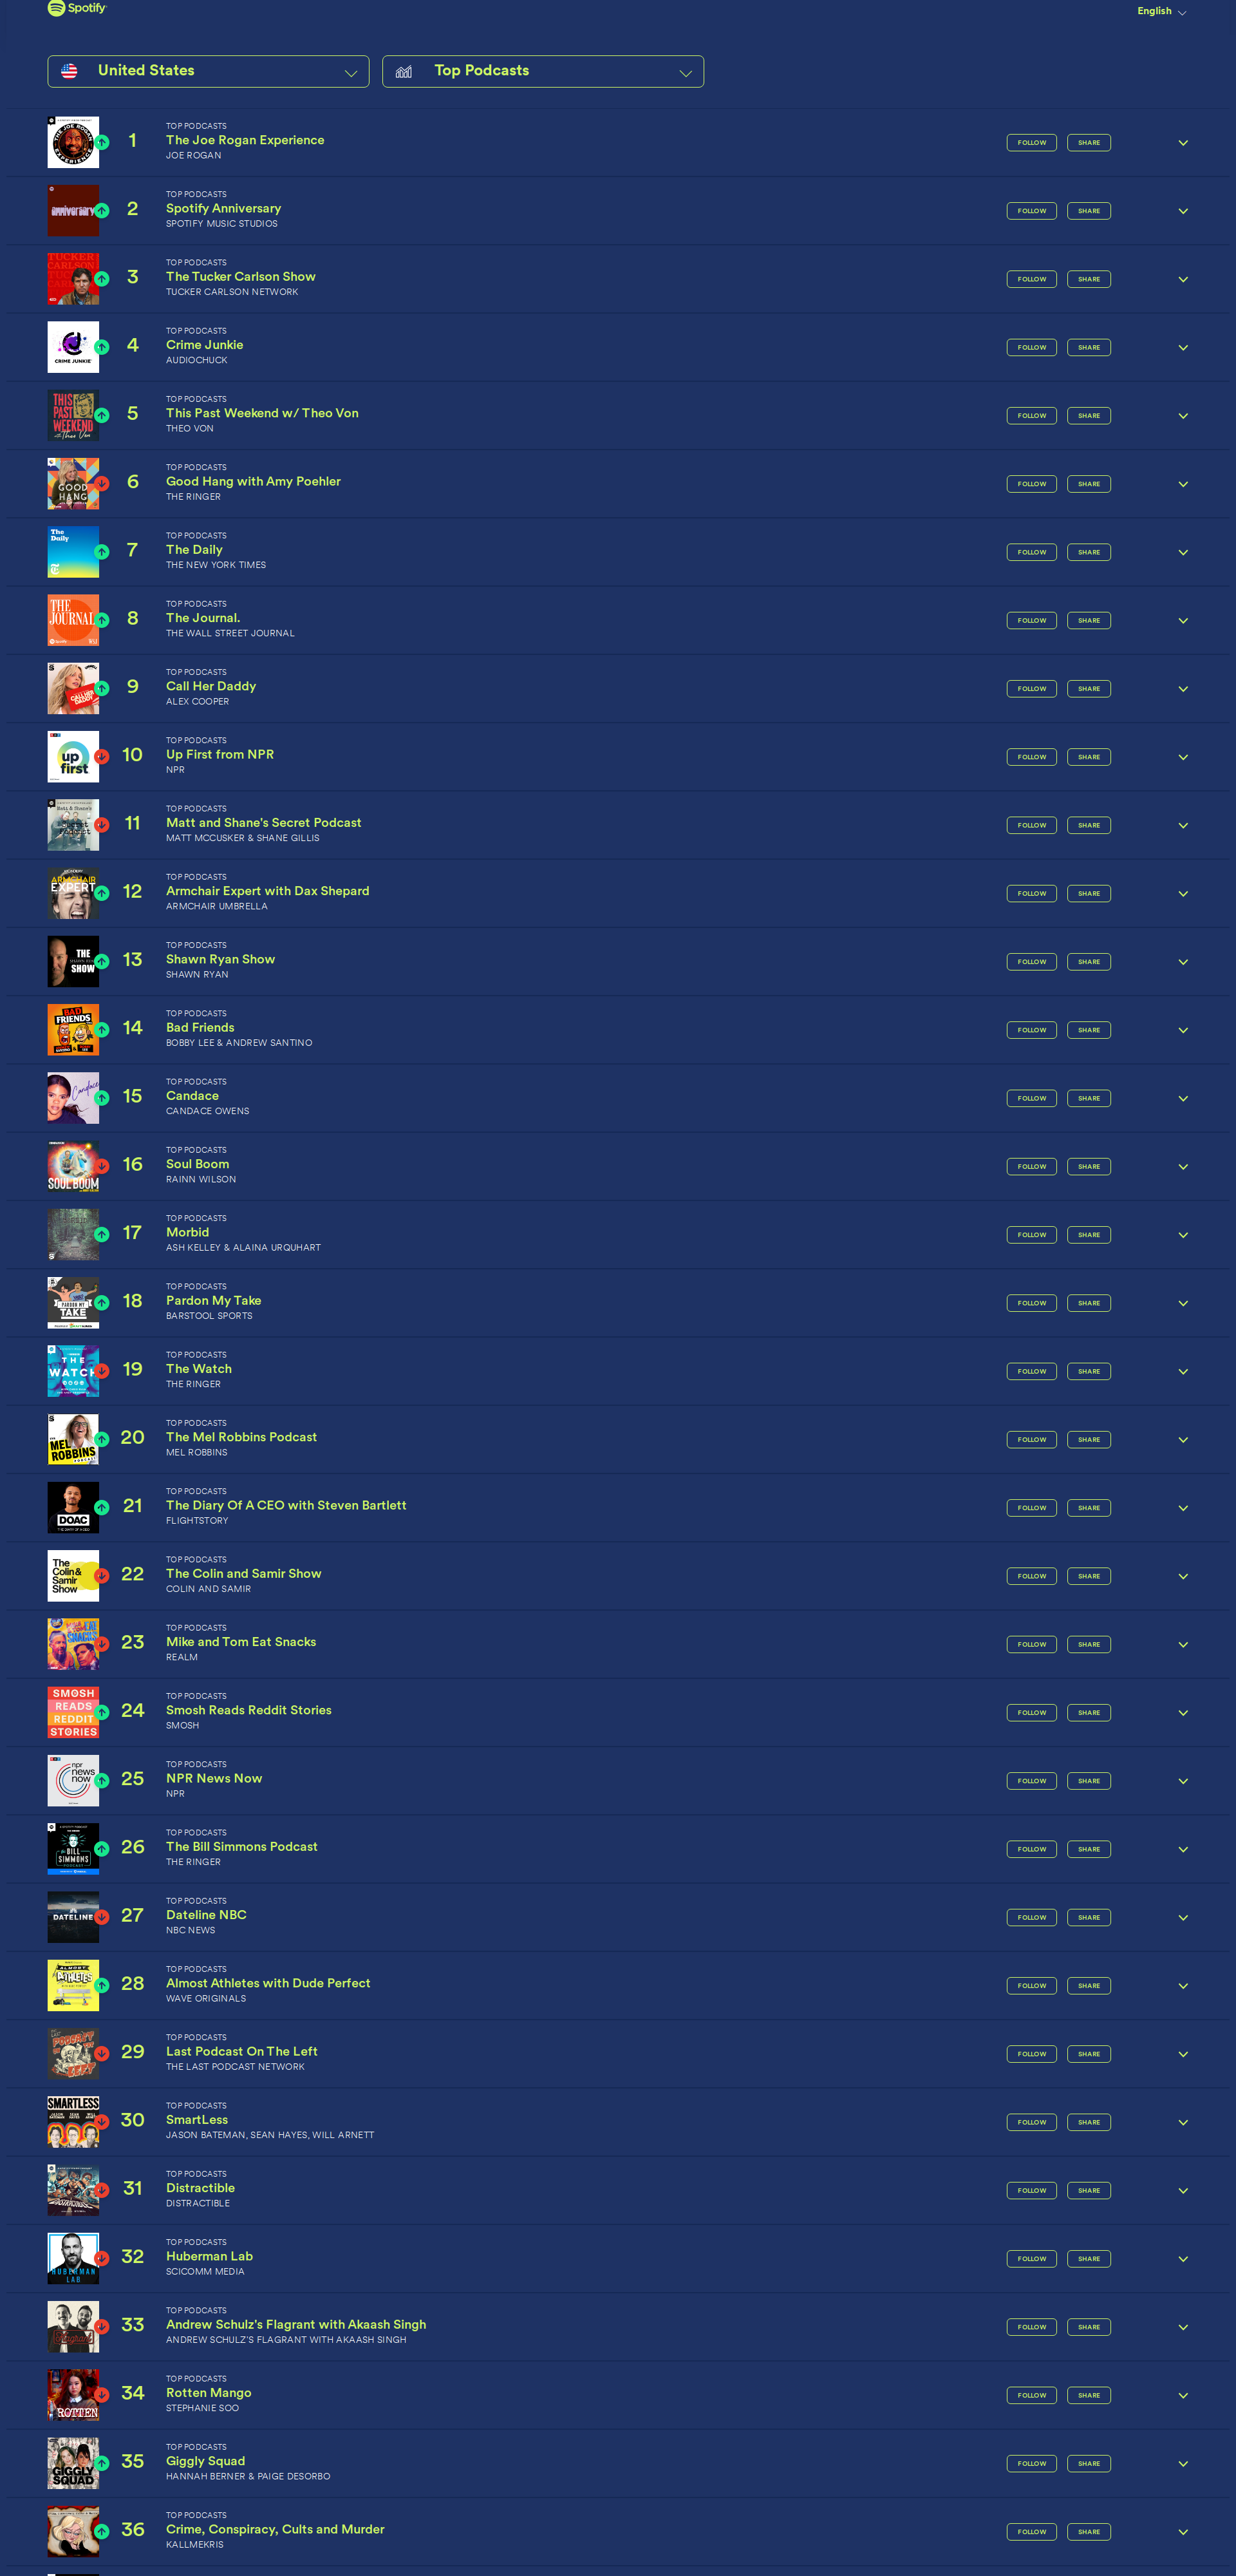 Spotify
English
United States
Top Podcasts
TOP PODCASTS
1
The Joe Rogan Experience
JOE ROGAN
FOLLOW
SHARE
TOP PODCASTS
2
Spotify Anniversary
SPOTIFY MUSIC STUDIOS
FOLLOW
SHARE
TOP PODCASTS
3
The Tucker Carlson Show
TUCKER CARLSON NETWORK
FOLLOW
SHARE
TOP PODCASTS
4
Crime Junkie
AUDIOCHUCK
FOLLOW
SHARE
TOP PODCASTS
5
This Past Weekend w/ Theo Von
THEO VON
FOLLOW
SHARE
TOP PODCASTS
6
Good Hang with Amy Poehler
THE RINGER
FOLLOW
SHARE
TOP PODCASTS
7
The Daily
THE NEW YORK TIMES
FOLLOW
SHARE
TOP PODCASTS
8
The Journal.
THE WALL STREET JOURNAL
FOLLOW
SHARE
TOP PODCASTS
9
Call Her Daddy
ALEX COOPER
FOLLOW
SHARE
TOP PODCASTS
10
Up First from NPR
NPR
FOLLOW
SHARE
TOP PODCASTS
11
Matt and Shane's Secret Podcast
MATT MCCUSKER & SHANE GILLIS
FOLLOW
SHARE
TOP PODCASTS
12
Armchair Expert with Dax Shepard
ARMCHAIR UMBRELLA
FOLLOW
SHARE
TOP PODCASTS
13
Shawn Ryan Show
SHAWN RYAN
FOLLOW
SHARE
TOP PODCASTS
14
Bad Friends
BOBBY LEE & ANDREW SANTINO
FOLLOW
SHARE
TOP PODCASTS
15
Candace
CANDACE OWENS
FOLLOW
SHARE
TOP PODCASTS
16
Soul Boom
RAINN WILSON
FOLLOW
SHARE
TOP PODCASTS
17
Morbid
ASH KELLEY & ALAINA URQUHART
FOLLOW
SHARE
TOP PODCASTS
18
Pardon My Take
BARSTOOL SPORTS
FOLLOW
SHARE
TOP PODCASTS
19
The Watch
THE RINGER
FOLLOW
SHARE
TOP PODCASTS
20
The Mel Robbins Podcast
MEL ROBBINS
FOLLOW
SHARE
TOP PODCASTS
21
The Diary Of A CEO with Steven Bartlett
FLIGHTSTORY
FOLLOW
SHARE
TOP PODCASTS
22
The Colin and Samir Show
COLIN AND SAMIR
FOLLOW
SHARE
TOP PODCASTS
23
Mike and Tom Eat Snacks
REALM
FOLLOW
SHARE
TOP PODCASTS
24
Smosh Reads Reddit Stories
SMOSH
FOLLOW
SHARE
TOP PODCASTS
25
NPR News Now
NPR
FOLLOW
SHARE
TOP PODCASTS
26
The Bill Simmons Podcast
THE RINGER
FOLLOW
SHARE
TOP PODCASTS
27
Dateline NBC
NBC NEWS
FOLLOW
SHARE
TOP PODCASTS
28
Almost Athletes with Dude Perfect
WAVE ORIGINALS
FOLLOW
SHARE
TOP PODCASTS
29
Last Podcast On The Left
THE LAST PODCAST NETWORK
FOLLOW
SHARE
TOP PODCASTS
30
SmartLess
JASON BATEMAN, SEAN HAYES, WILL ARNETT
FOLLOW
SHARE
TOP PODCASTS
31
Distractible
DISTRACTIBLE
FOLLOW
SHARE
TOP PODCASTS
32
Huberman Lab
SCICOMM MEDIA
FOLLOW
SHARE
TOP PODCASTS
33
Andrew Schulz's Flagrant with Akaash Singh
ANDREW SCHULZ'S FLAGRANT WITH AKAASH SINGH
FOLLOW
SHARE
TOP PODCASTS
34
Rotten Mango
STEPHANIE SOO
FOLLOW
SHARE
TOP PODCASTS
35
Giggly Squad
HANNAH BERNER & PAIGE DESORBO
FOLLOW
SHARE
TOP PODCASTS
36
Crime, Conspiracy, Cults and Murder
KALLMEKRIS
FOLLOW
SHARE